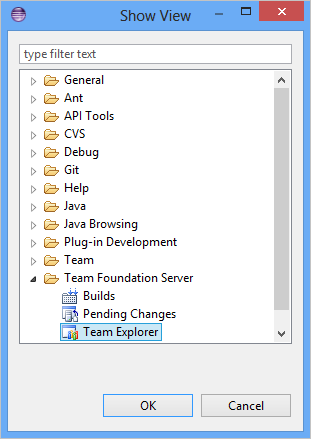 Show View
type filter text
General
Ant
API Tools
CVS
Debug
Git
Help
Java
Java Browsing
Plug-in Development
Team
Team Foundation Server
Builds
Pending Changes
Team Explorer
OK
Cancel